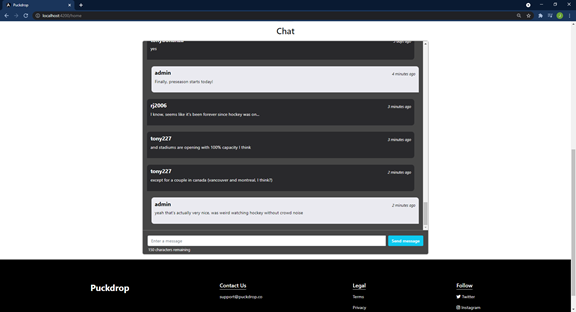 Puckdrop
localhost:4200/home
Chat
yes
admin
4 minutes ago
Finally, preseason starts today!
rj2006
3 minutes ago
I know, seems like it's been forever since hockey was on...
tony227
3 minutes ago
and stadiums are opening with 100% capacity I think
tony227
2 minutes ago
except for a couple in canada (vancouver and montreal, I think?)
admin
2 minutes ago
yeah that's actually very nice. was weird watching hockey without crowd noise
Enter a message
Send message
150 characters remaining
Puckdrop
Contact Us
Legal
Follow
support@puckdrop.co
Terms
Twitter
Privacy
Instagram